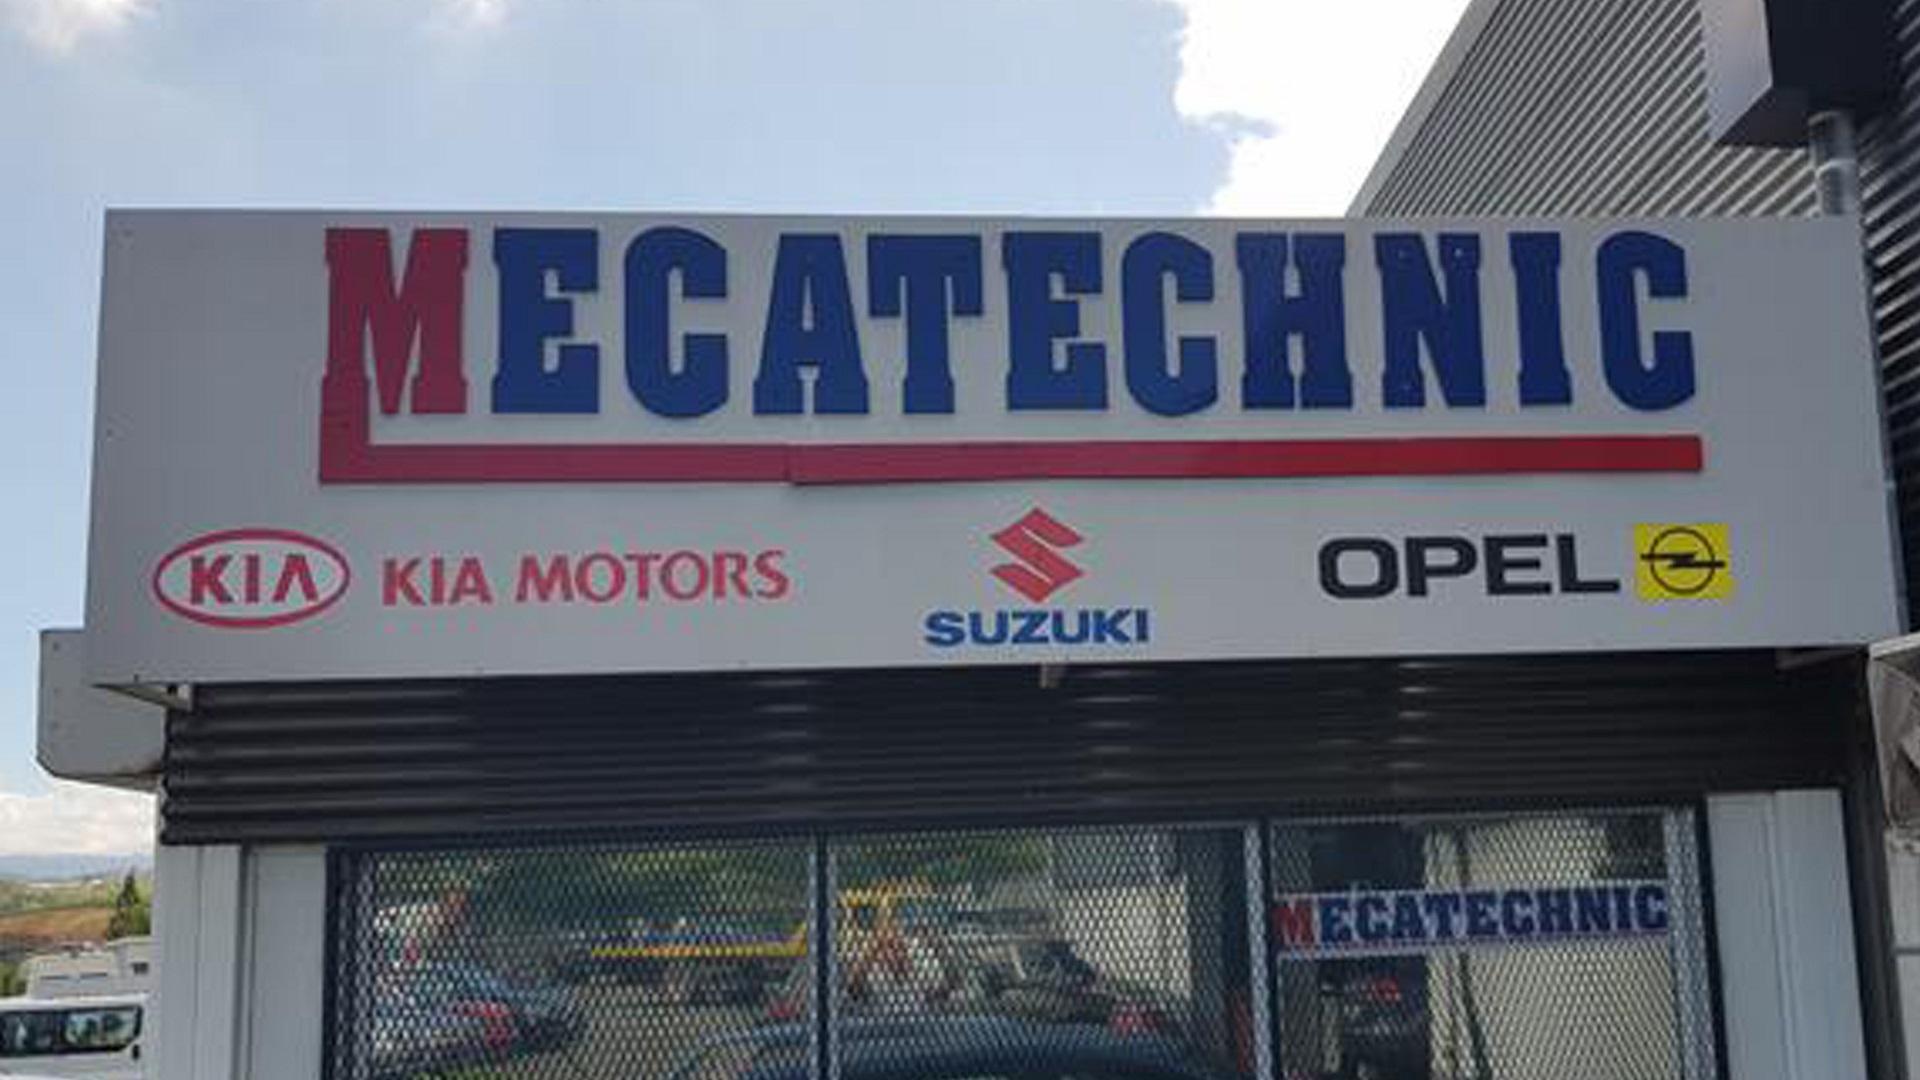 MECATECHNIC
KIA KIA MOTORS
SUZUKI
OPEL
MECATECHNIC